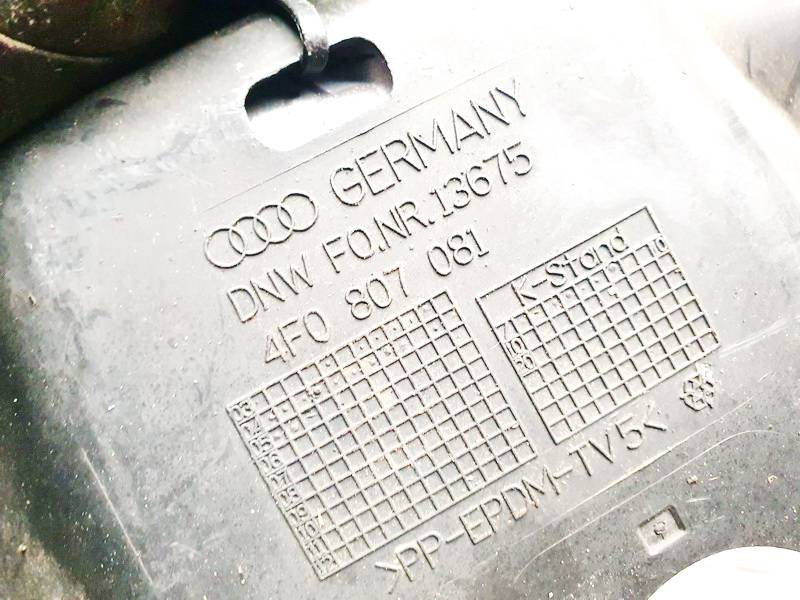 GERMANY
DNW FO.NR.13675
4F0 807 081
K-Stand
>PP-EPDM-TV5<